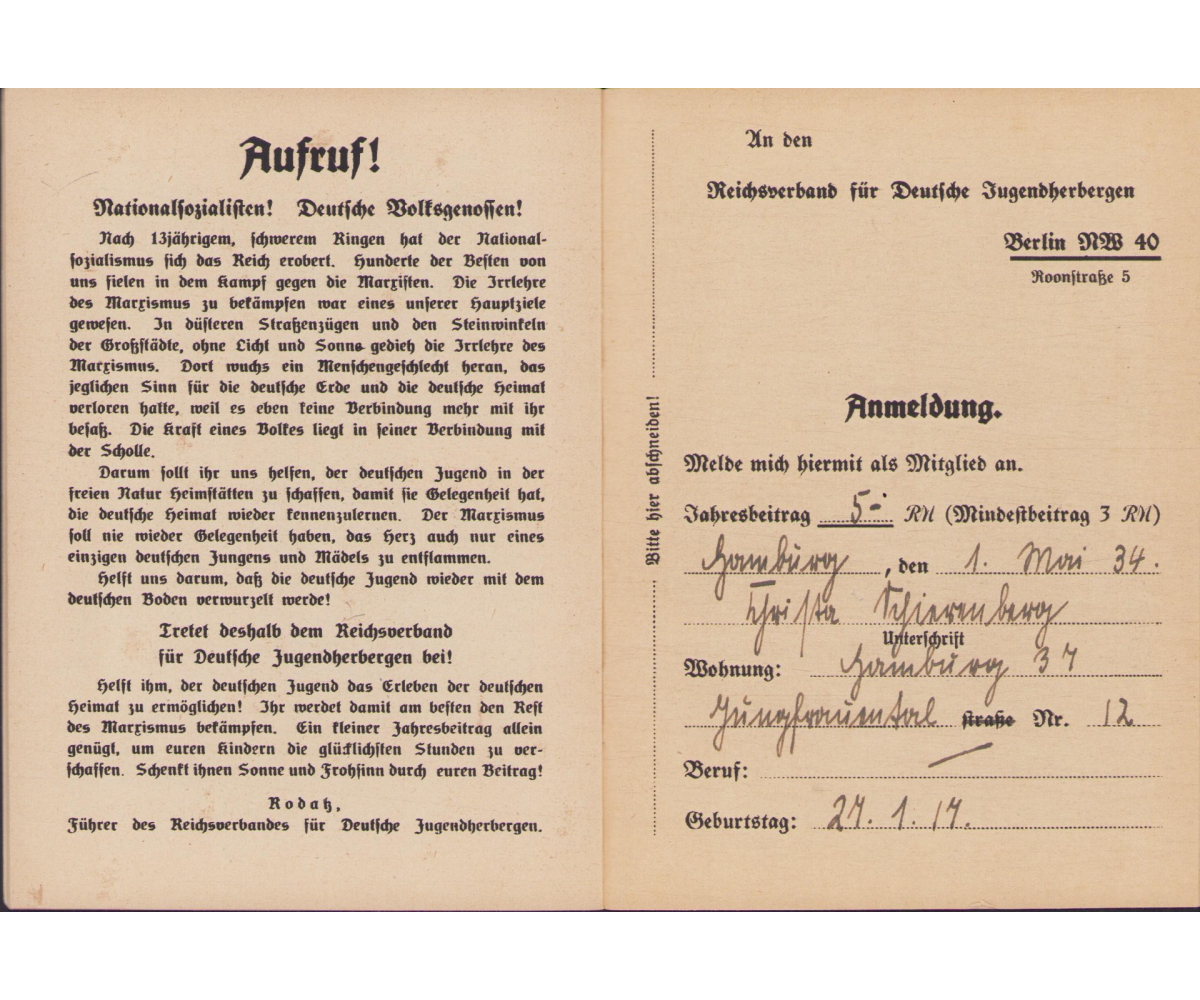 Aufruf!
Nationalsozialisten! Deutsche Volksgenossen!
Nach 13jährigem, schwerem Ringen hat der National-
sozialismus sich das Reich erobert. Hunderte der Besten von
uns fielen in dem Kampf gegen die Marxisten. Die Irrlehre
des Marxismus zu bekämpfen war eines unserer Hauptziele
gewesen. In düsteren Straßenzügen und den Steinwinkeln
der Großstädte, ohne Licht und Sonne gedieh die Irrlehre des
Marxismus. Dort wuchs ein Menschengeschlecht heran, das
jeglichen Sinn für die deutsche Erde und die deutsche Heimat
verloren hatte, weil es eben keine Verbindung mehr mit ihr
besaß. Die Kraft eines Volkes liegt in seiner Verbindung mit
der Scholle.
Darum sollt ihr uns helfen, der deutschen Jugend in der
freien Natur Heimstätten zu schaffen, damit sie Gelegenheit hat,
die deutsche Heimat wieder kennenzulernen. Der Marxismus
soll nie wieder Gelegenheit haben, das Herz auch nur eines
einzigen deutschen Jungens und Mädels zu entflammen.
Helft uns darum, daß die deutsche Jugend wieder mit dem
deutschen Boden verwurzelt werde!
Tretet deshalb dem Reichsverband
für Deutsche Jugendherbergen bei!
Helft ihm, der deutschen Jugend das Erleben der deutschen
Heimat zu ermöglichen! Ihr werdet damit am besten den Rest
des Marxismus bekämpfen. Ein kleiner Jahresbeitrag allein
genügt, um euren Kindern die glücklichsten Stunden zu ver-
schaffen. Schenkt ihnen Sonne und Frohsinn durch euren Beitrag!
Rodatz,
Führer des Reichsverbandes für Deutsche Jugendherbergen.
Bitte hier abschneiden!
An den
Reichsverband für Deutsche Jugendherbergen
Berlin NW 40
Roonstraße 5
Anmeldung.
Melde mich hiermit als Mitglied an.
Jahresbeitrag 5- RM (Mindestbeitrag 3 RM)
Hamburg, den 1. Mai 34.
Christa Schierenberg
Unterschrift
Wohnung: Hamburg 37
Jungfrauental straße Nr. 12
Beruf: —
Geburtstag: 27. 1. 17.